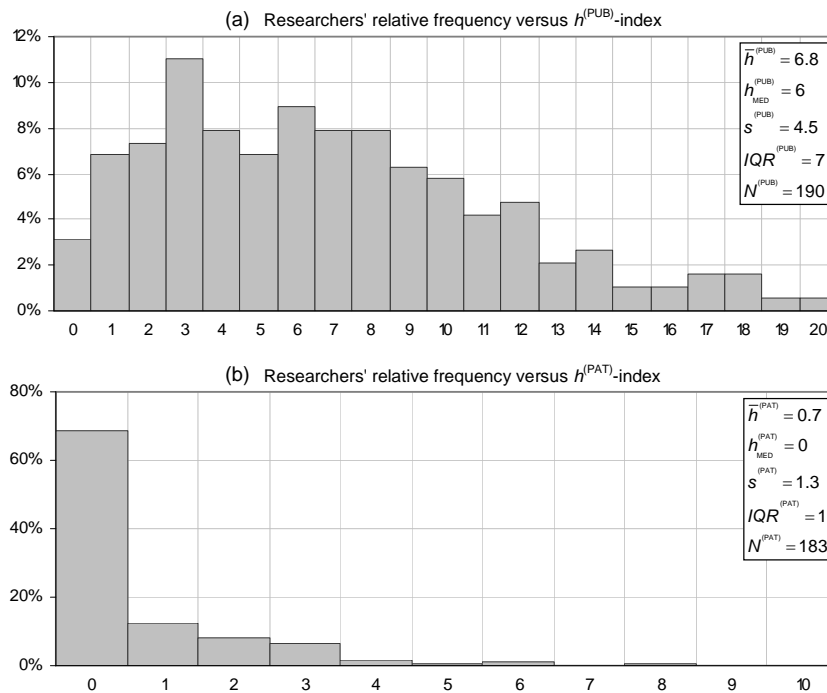 (a) Researchers' relative frequency versus h(PUB)-index
12%
10%
8%
6%
4%
2%
0%
0 1 2 3 4 5 6 7 8 9 10 11 12 13 14 15 16 17 18 19 20
h̅(PUB) = 6.8
hMED(PUB) = 6
s(PUB) = 4.5
IQR(PUB) = 7
N(PUB) = 190
(b) Researchers' relative frequency versus h(PAT)-index
80%
60%
40%
20%
0%
0 1 2 3 4 5 6 7 8 9 10
h̅(PAT) = 0.7
hMED(PAT) = 0
s(PAT) = 1.3
IQR(PAT) = 1
N(PAT) = 183